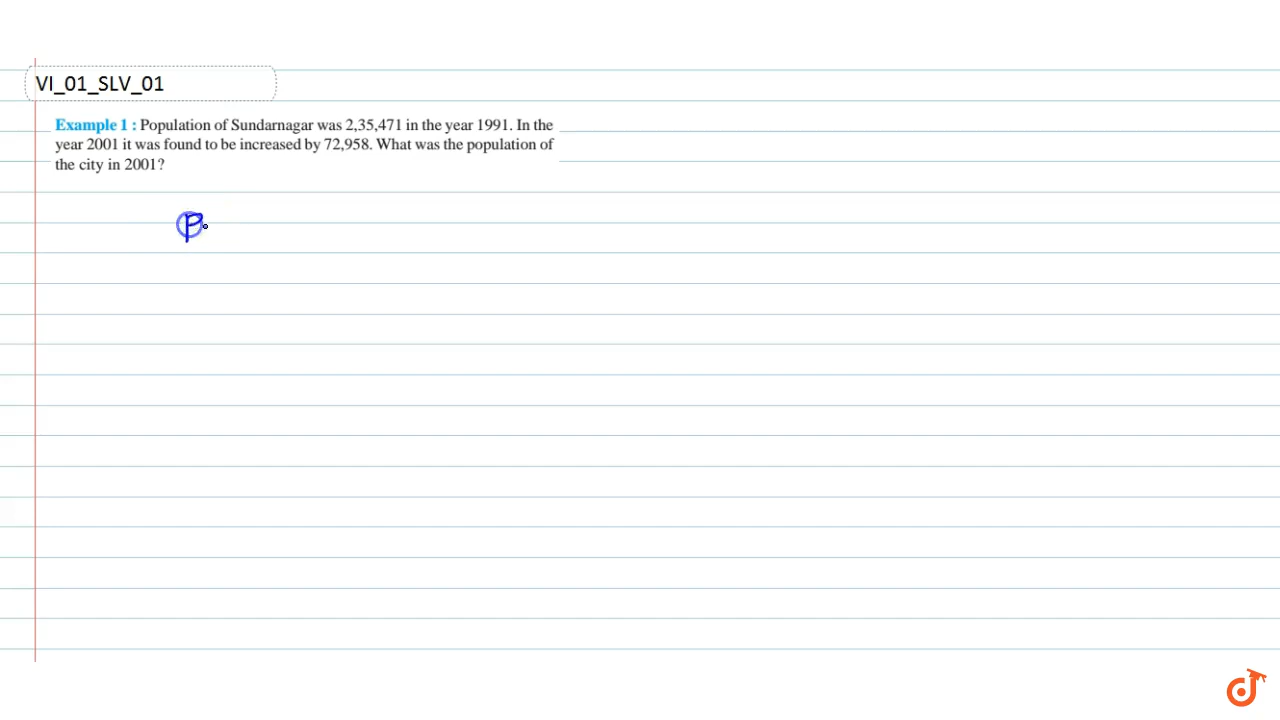 VI_01_SLV_01
Example 1 : Population of Sundarnagar was 2,35,471 in the year 1991. In the
year 2001 it was found to be increased by 72,958. What was the population of
the city in 2001?
P